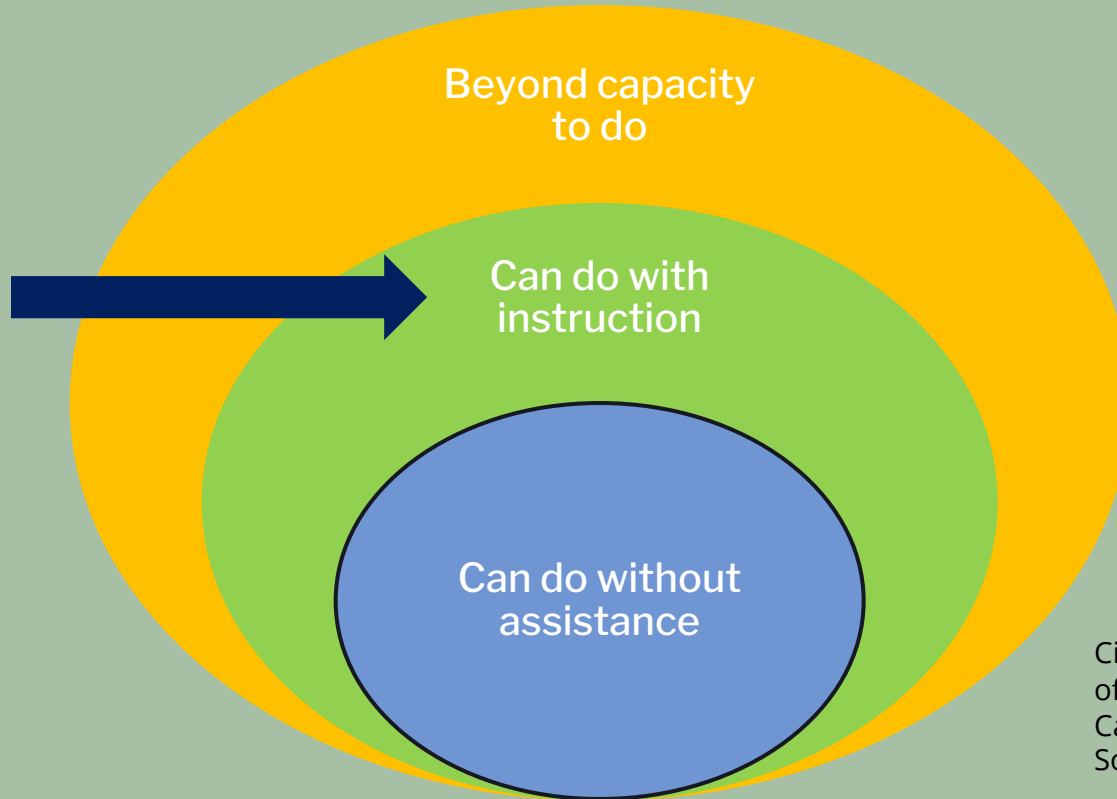 Beyond capacity
to do
Can do with
instruction
Can do without
assistance